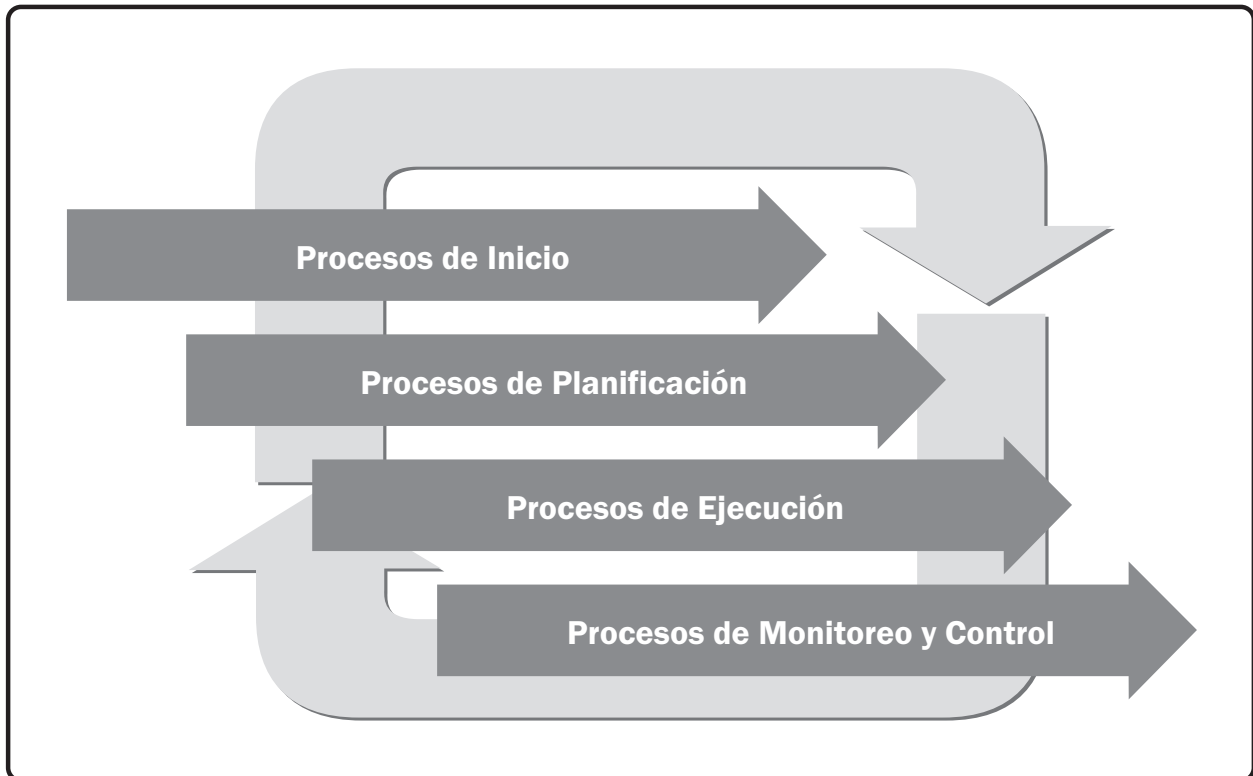 Procesos de Inicio
Procesos de Planificación
Procesos de Ejecución
Procesos de Monitoreo y Control